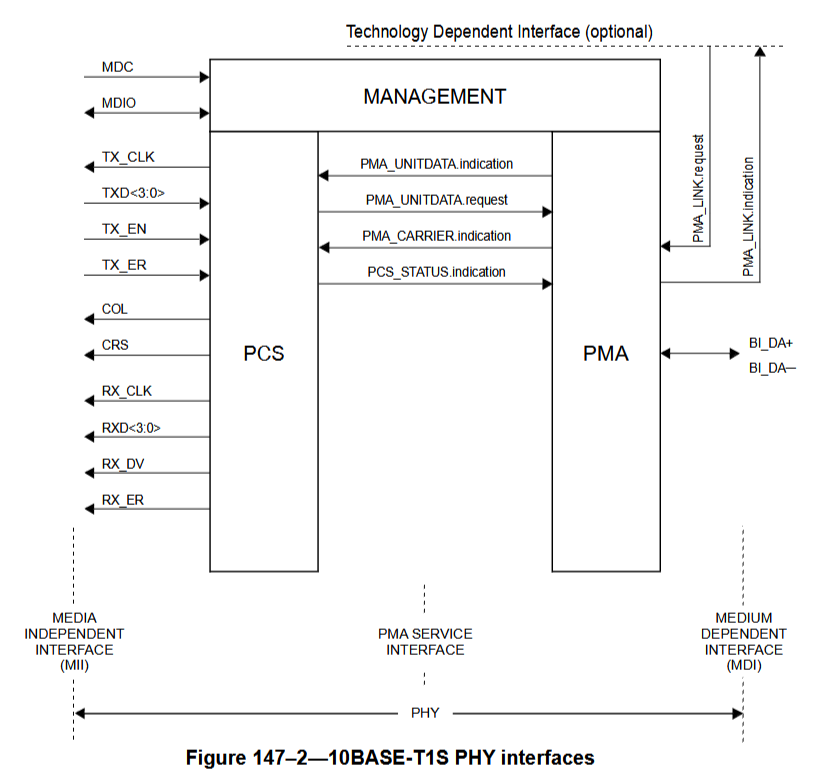 Technology Dependent Interface (optional)
MDC
MANAGEMENT
MDIO
TX_CLK
PMA_UNITDATA.indication
TXD<3:0>
PMA_UNITDATA.request
TX_EN
PMA_CARRIER.indication
TX_ER
PCS_STATUS.indication
PMA_LINK.request
PMA_LINK.indication
COL
CRS
PCS
PMA
BI_DA+
BI_DA─
RX_CLK
RXD<3:0>
RX_DV
RX_ER
MEDIA
INDEPENDENT
INTERFACE
(MII)
PMA SERVICE
INTERFACE
MEDIUM
DEPENDENT
INTERFACE
(MDI)
PHY
Figure 147–2—10BASE-T1S PHY interfaces